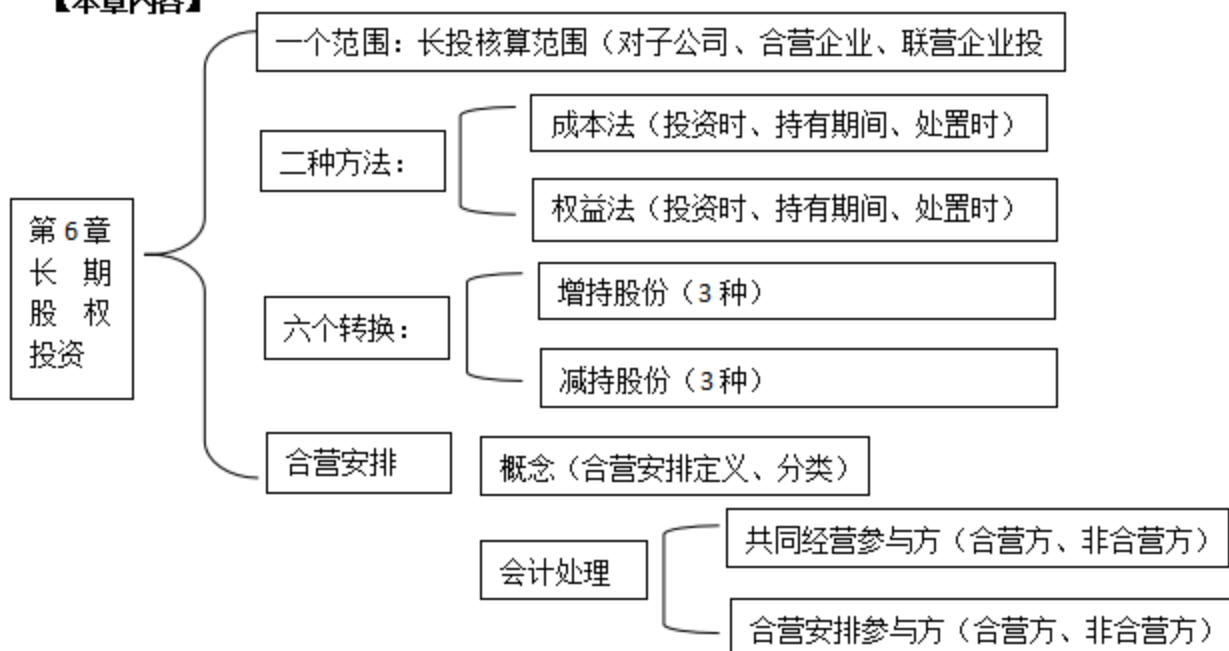 【本章内容】
一个范围：长投核算范围（对子公司、合营企业、联营企业投
二种方法：
成本法（投资时、持有期间、处置时）
权益法（投资时、持有期间、处置时）
第6章
长 期
股 权
投资
六个转换：
增持股份（3种）
减持股份（3种）
合营安排
概念（合营安排定义、分类）
会计处理
共同经营参与方（合营方、非合营方）
合营安排参与方（合营方、非合营方）